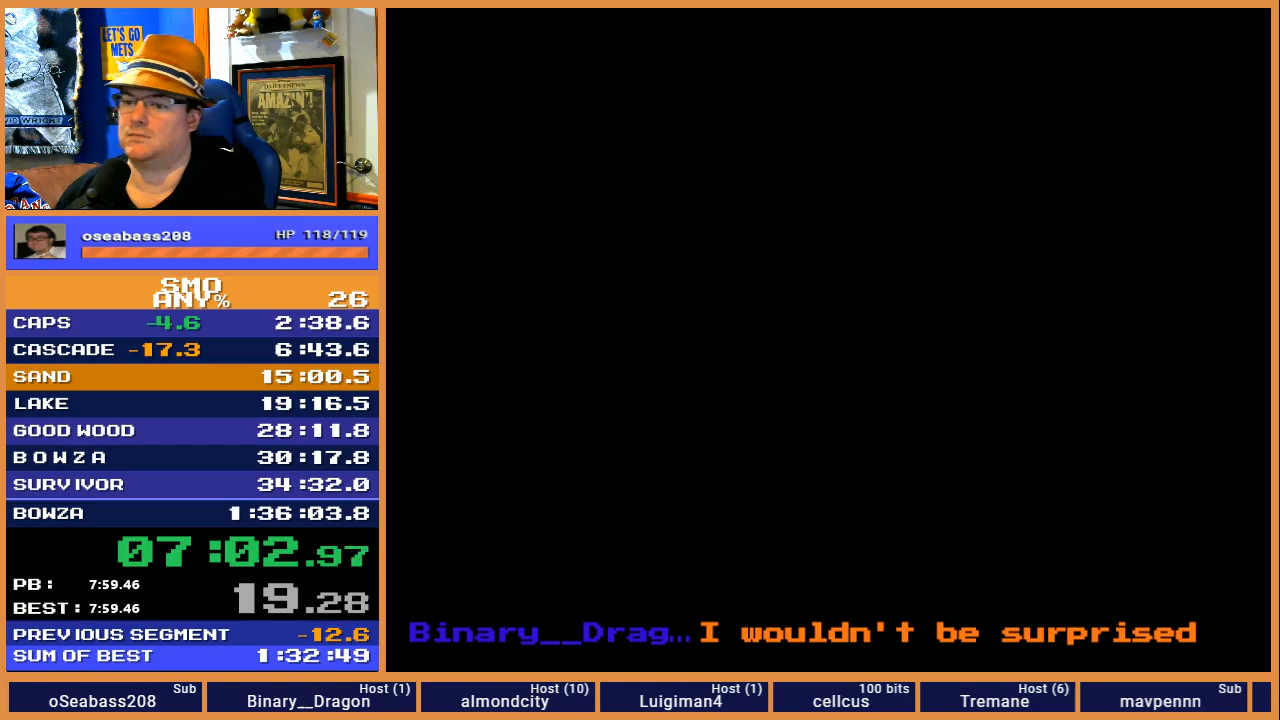 LET'S GO
METS
DAILY NEWS
AMAZIN'!
VID WRIGHT
oseabass208 HP 118/119
SMO
ANY% 26
CAPS -4.6 2:38.6
CASCADE -17.3 6:43.6
SAND 15:00.5
LAKE 19:16.5
GOOD WOOD 28:11.8
B O W Z A 30:17.8
SURVIVOR 34:32.0
BOWZA 1:36:03.8
07:02.97
PB: 7:59.46
BEST: 7:59.46
19.28
PREVIOUS SEGMENT -12.6
SUM OF BEST 1:32:49
Binary__Drag... I wouldn't be surprised
Sub Host (1) Host (10) Host (1) 100 bits Host (6) Sub
oSeabass208 Binary__Dragon almondcity Luigiman4 cellcus Tremane mavpennn